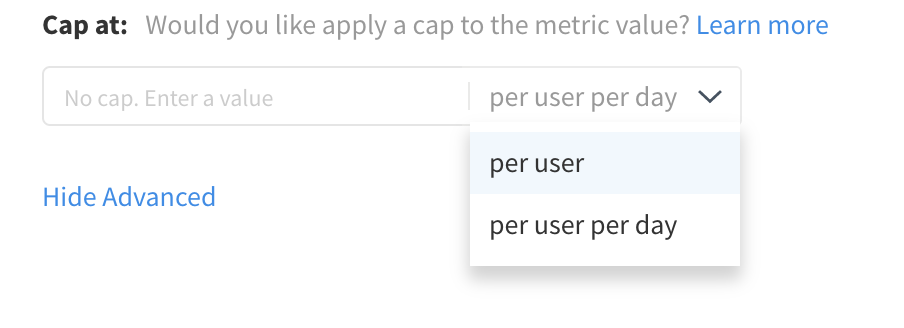 Cap at: Would you like apply a cap to the metric value? Learn more
No cap. Enter a value per user per day
per user
Hide Advanced
per user per day